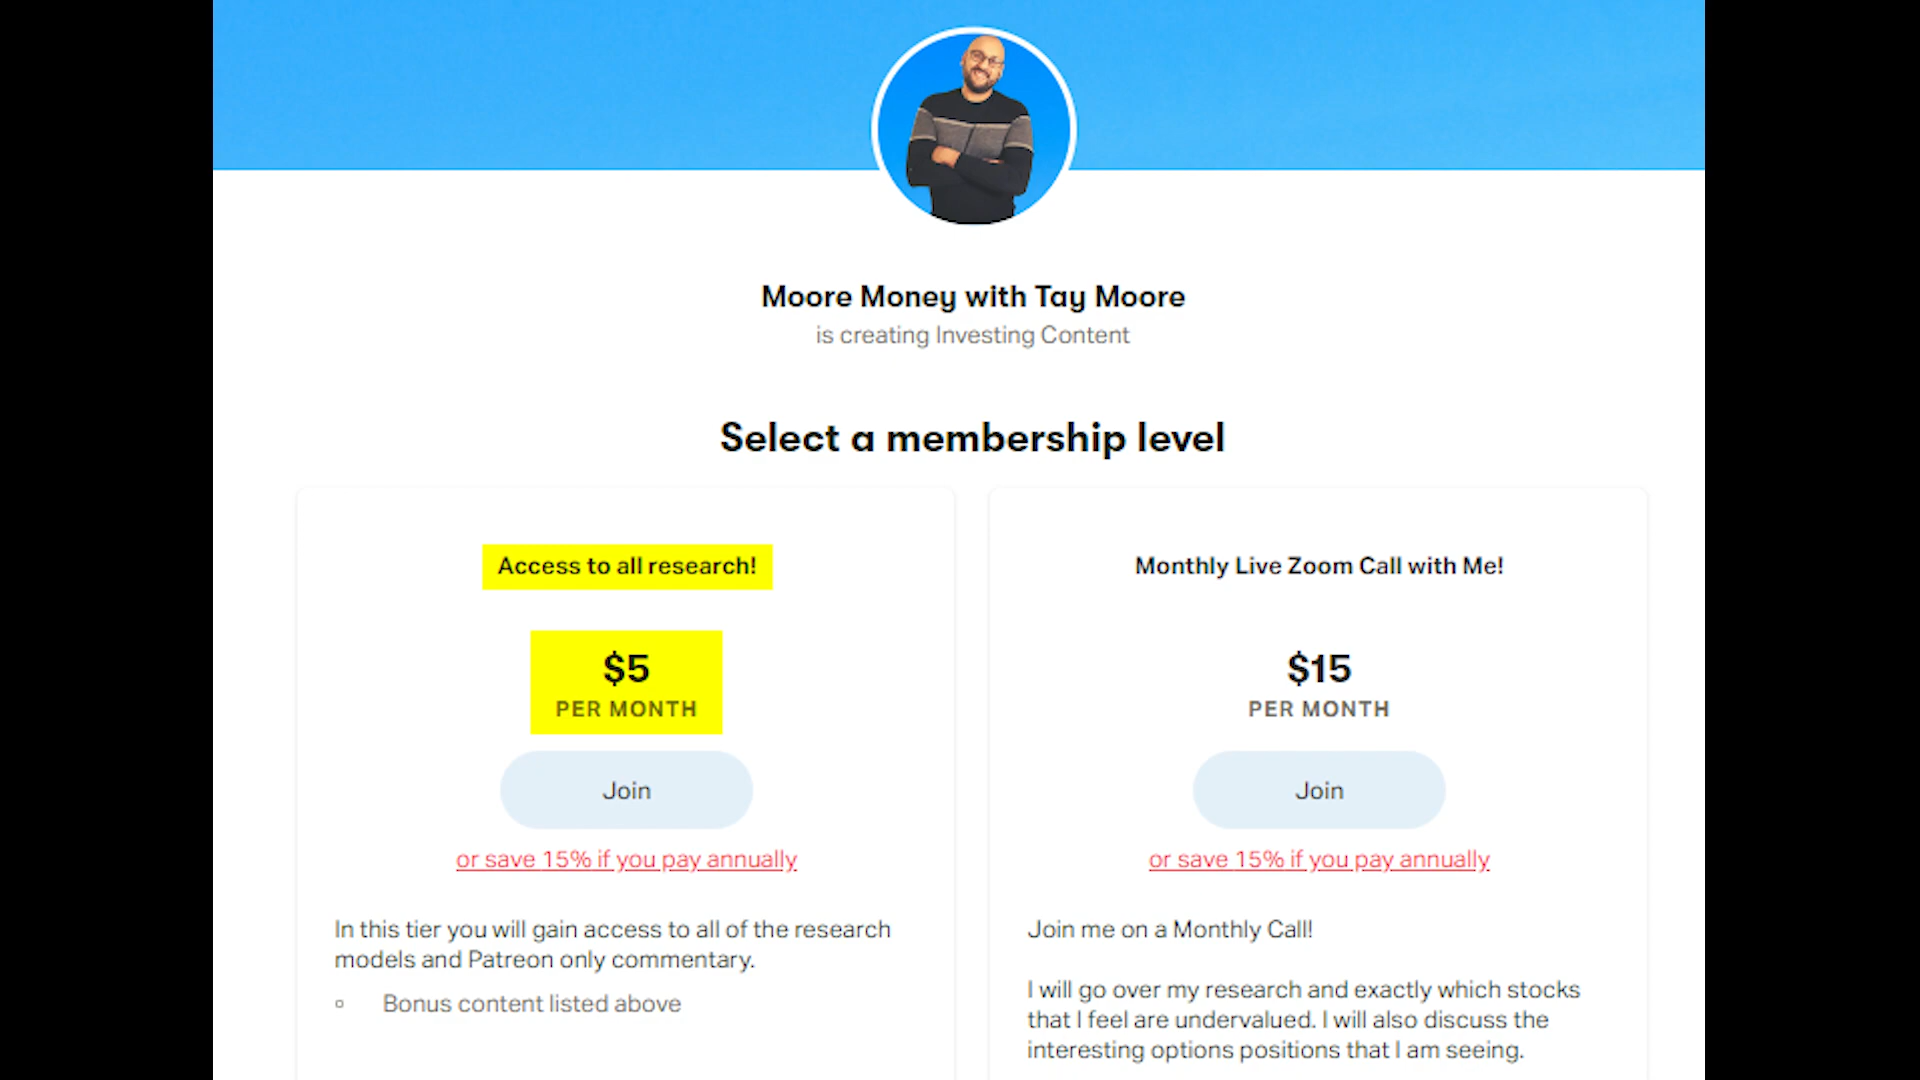 Moore Money with Tay Moore
is creating Investing Content
Select a membership level
Access to all research!
$5
PER MONTH
Join
or save 15% if you pay annually
In this tier you will gain access to all of the research
models and Patreon only commentary.
Bonus content listed above
Monthly Live Zoom Call with Me!
$15
PER MONTH
Join
or save 15% if you pay annually
Join me on a Monthly Call!
I will go over my research and exactly which stocks
that I feel are undervalued. I will also discuss the
interesting options positions that I am seeing.